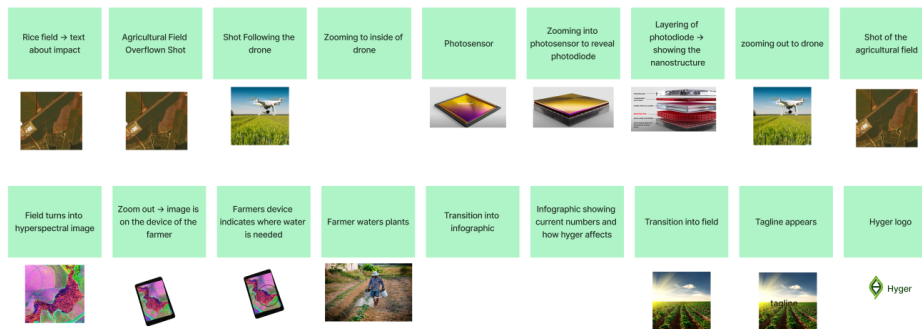 Rice field → text
about impact
Agricultural Field
Overflown Shot
Shot Following the
drone
Zooming to inside of
drone
Photosensor
Zooming into
photosensor to reveal
photodiode
Layering of
photodiode →
showing the
nanostructure
zooming out to drone
Shot of the
agricultural field
Field turns into
hyperspectral image
Zoom out → image is
on the device of the
farmer
Farmers device
indicates where water
is needed
Farmer waters plants
Transition into
infographic
Infographic showing
current numbers and
how hyger affects
Transition into field
Tagline appears
Hyger logo
tagline
Hyger